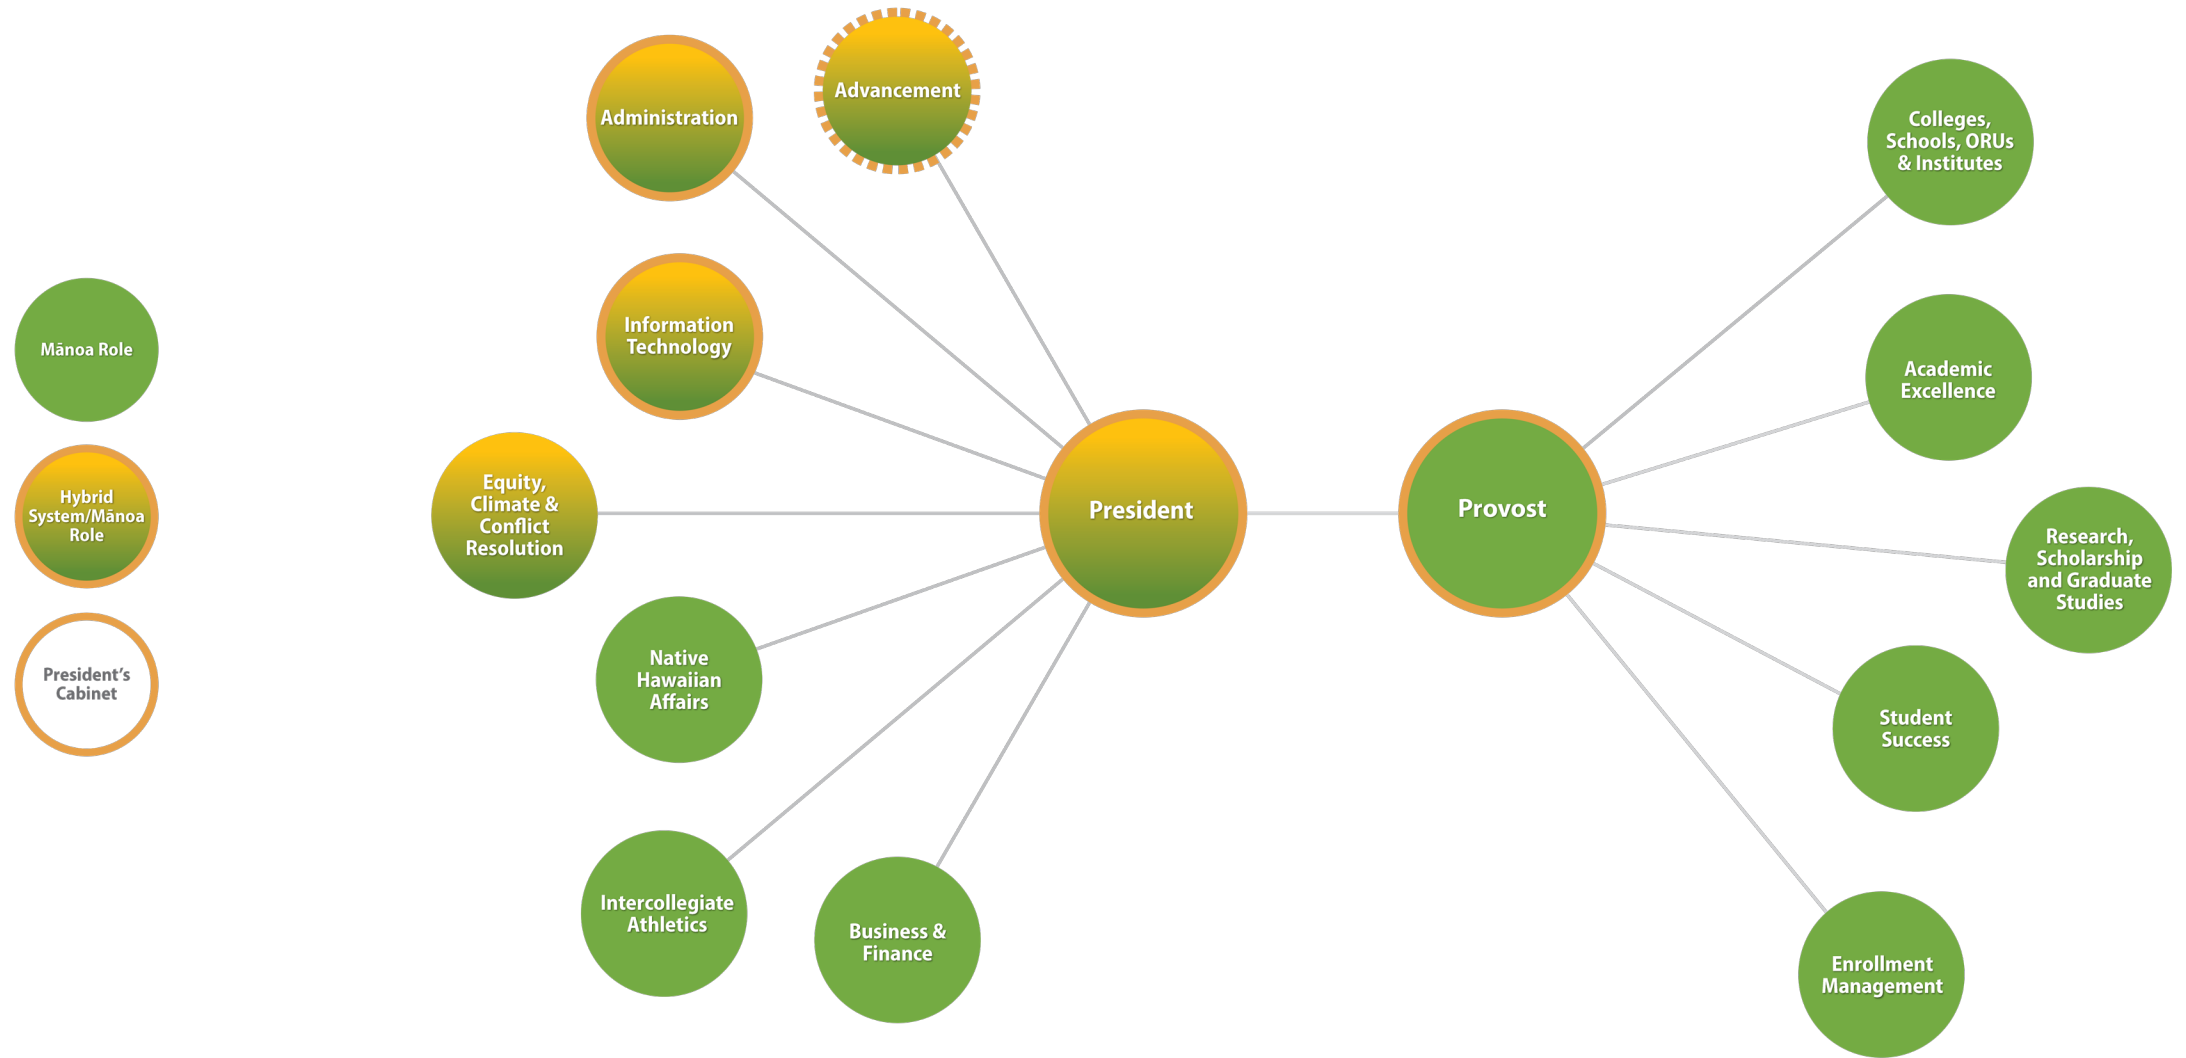 Mānoa Role
Hybrid
System/Mānoa
Role
President’s
Cabinet
Administration
Advancement
Information
Technology
Equity,
Climate &
Conflict
Resolution
Native
Hawaiian
Affairs
Intercollegiate
Athletics
Business &
Finance
President
Provost
Colleges,
Schools, ORUs
& Institutes
Academic
Excellence
Research,
Scholarship
and Graduate
Studies
Student
Success
Enrollment
Management